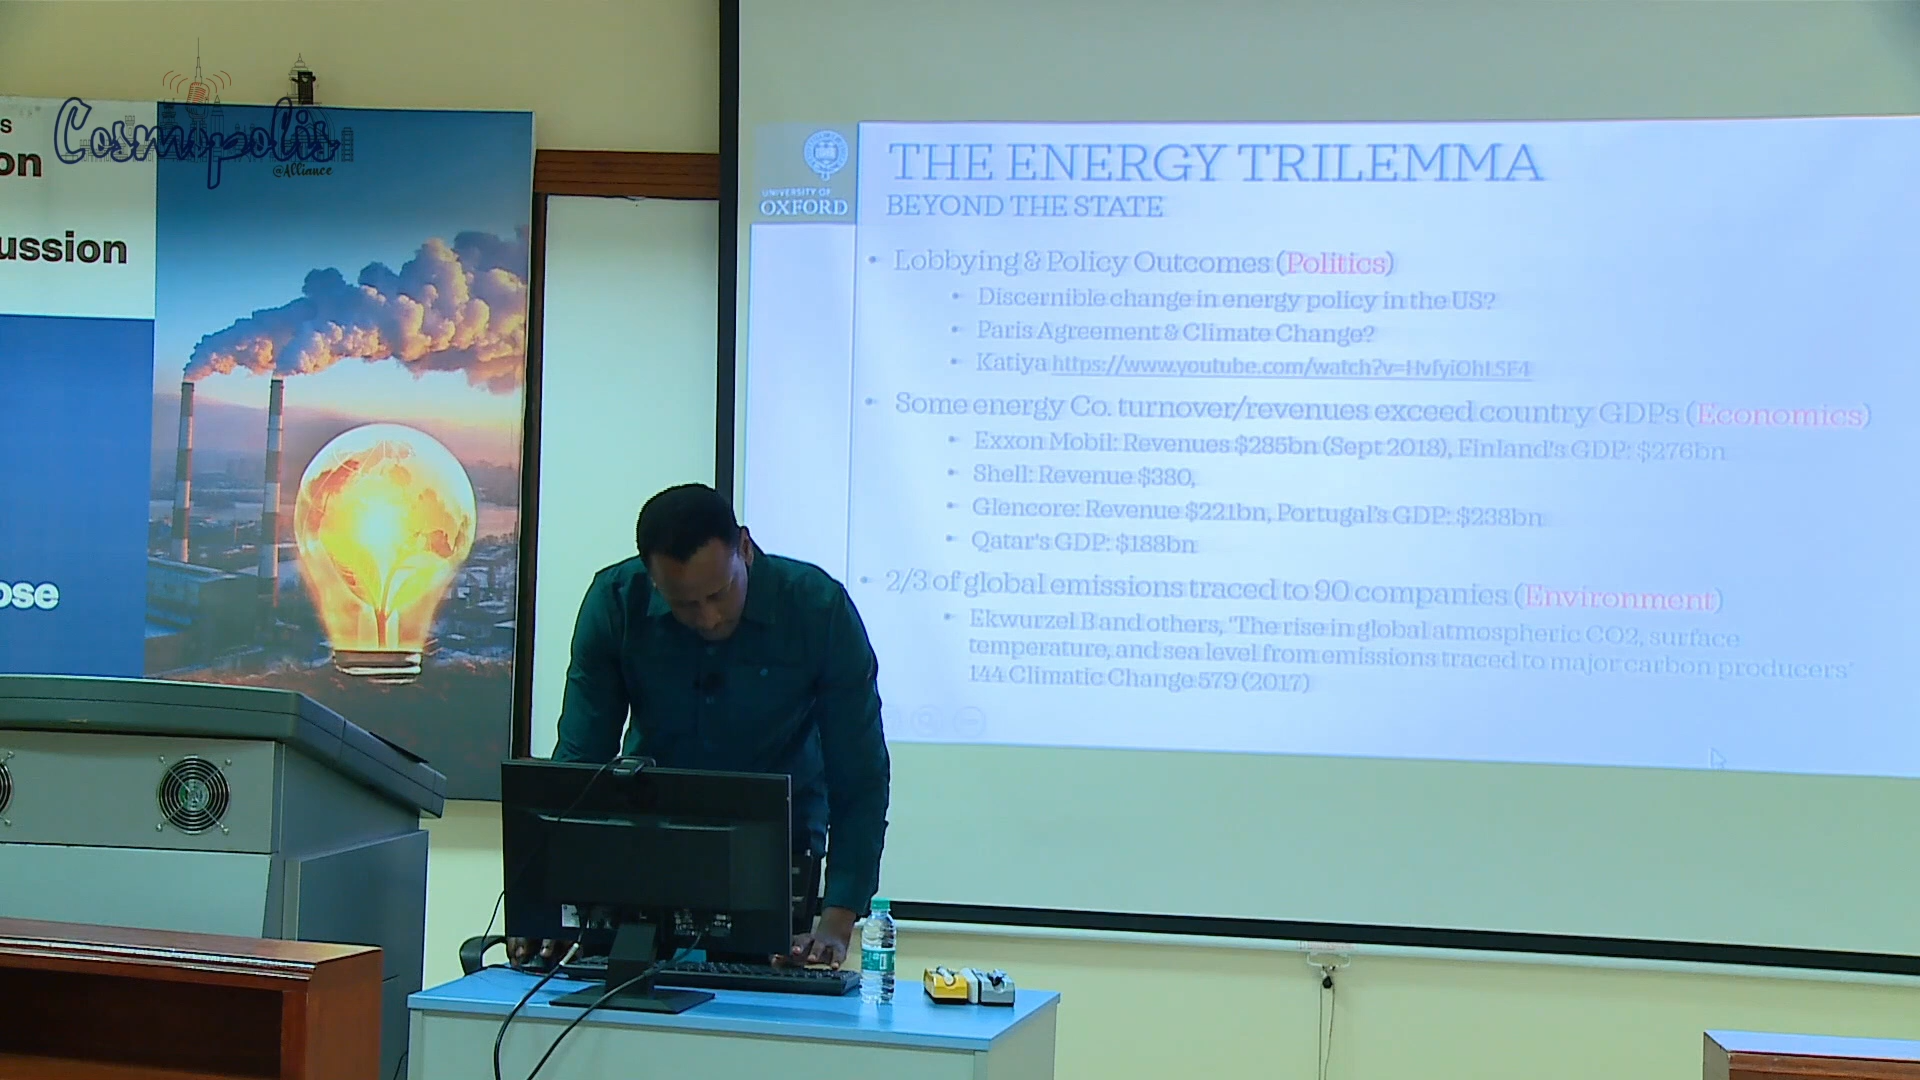 Cosmopolis
@Alliance
s
on
ussion
ose
UNIVERSITY OF
OXFORD
THE ENERGY TRILEMMA
BEYOND THE STATE
• Lobbying & Policy Outcomes (Politics)
• Discernible change in energy policy in the US?
• Paris Agreement & Climate Change?
• Katiya https://www.youtube.com/watch?v=HvfyiOhLSF4
• Some energy Co. turnover/revenues exceed country GDPs (Economics)
• Exxon Mobil: Revenues $285bn (Sept 2018), Finland's GDP: $276bn
• Shell: Revenue $380,
• Glencore: Revenue $221bn, Portugal's GDP: $238bn
• Qatar's GDP: $188bn
• 2/3 of global emissions traced to 90 companies (Environment)
• Ekwurzel B and others, 'The rise in global atmospheric CO2, surface
temperature, and sea level from emissions traced to major carbon producers'
144 Climatic Change 579 (2017)